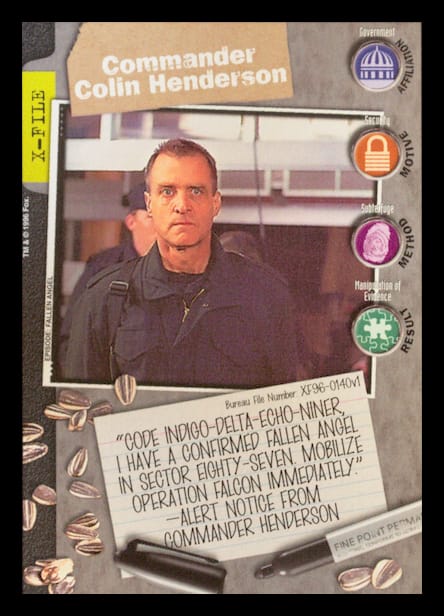 Commander
Colin Henderson
X-FILE
Government
AFFILIATION
Security
MOTIVE
Subterfuge
METHOD
Manipulation of
Evidence
RESULT
TM & © 1996 Fox.
EPISODE: FALLEN ANGEL
Bureau File Number: XF96-0140v1
"CODE INDIGO-DELTA-ECHO-NINER,
I HAVE A CONFIRMED FALLEN ANGEL
IN SECTOR EIGHTY-SEVEN. MOBILIZE
OPERATION FALCON IMMEDIATELY."
—ALERT NOTICE FROM
COMMANDER HENDERSON
FINE POINT PERMA